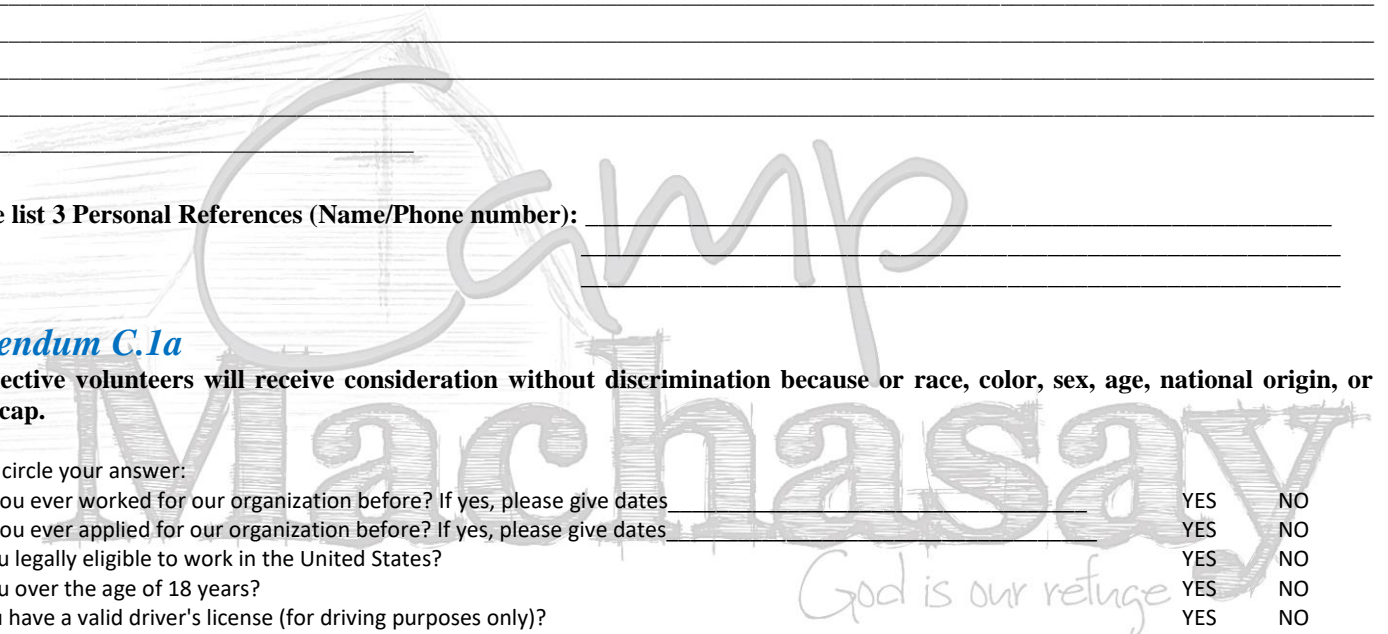 e list 3 Personal References (Name/Phone number):
endum C.1a
ective volunteers will receive consideration without discrimination because or race, color, sex, age, national origin, or
cap.
circle your answer:
ou ever worked for our organization before? If yes, please give dates YES NO
ou ever applied for our organization before? If yes, please give dates YES NO
u legally eligible to work in the United States? YES NO
u over the age of 18 years? YES NO
u have a valid driver's license (for driving purposes only)? YES NO
Camp
Machasay
God is our refuge